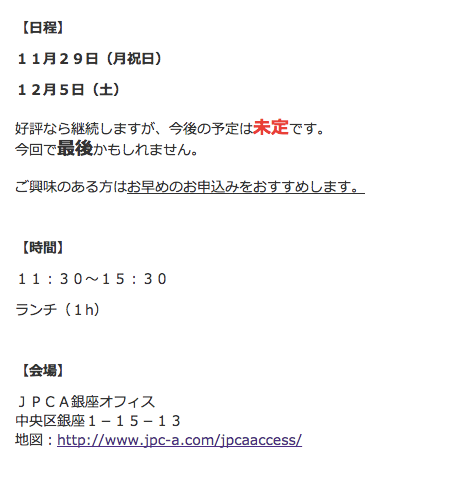 【日程】
１１月２９日（月祝日）
１２月５日（土）
好評なら継続しますが、今後の予定は未定です。
今回で最後かもしれません。
ご興味のある方はお早めのお申込みをおすすめします。
【時間】
１１：３０～１５：３０
ランチ（１h）
【会場】
ＪＰＣＡ銀座オフィス
中央区銀座１－１５－１３
地図：http://www.jpc-a.com/jpcaaccess/